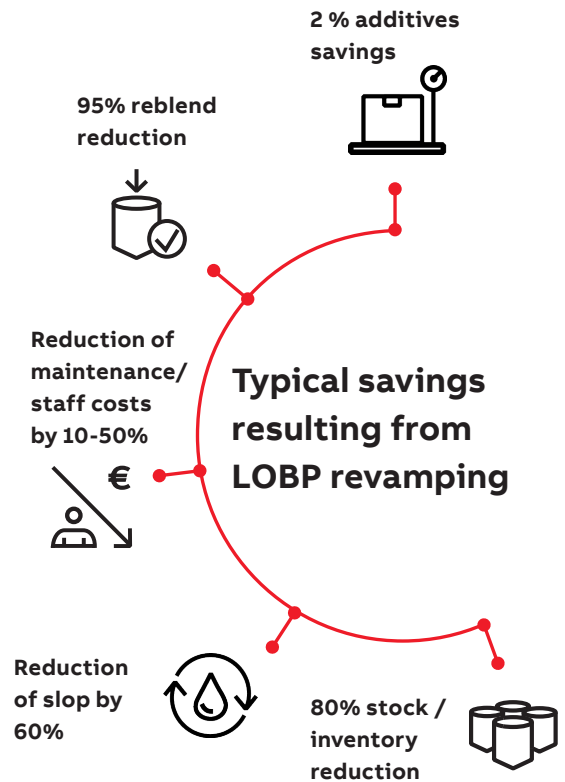 2 % additives
savings
95% reblend
reduction
Reduction of
maintenance/
staff costs
by 10-50%
€
Typical savings
resulting from
LOBP revamping
Reduction
of slop by
60%
80% stock /
inventory
reduction